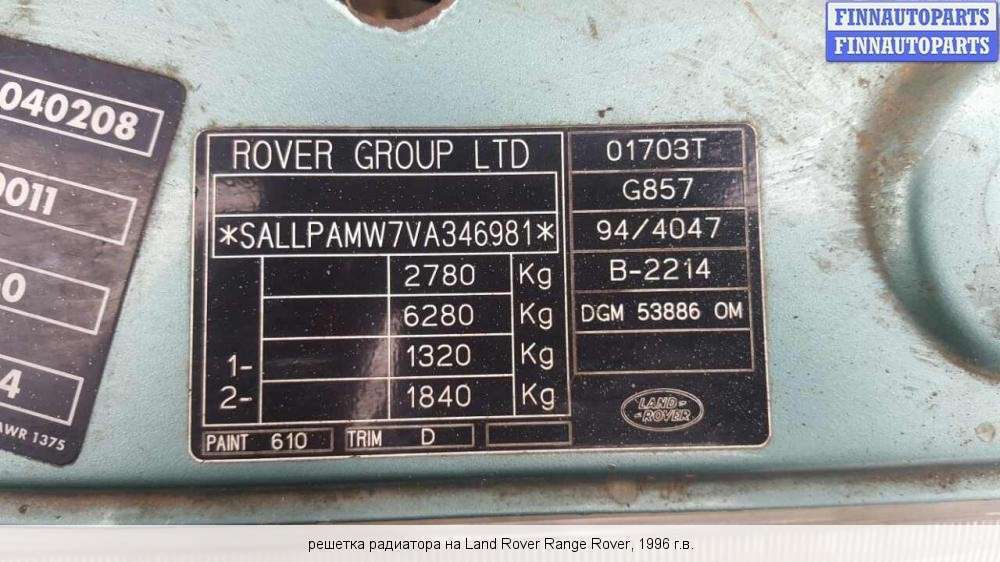 FINNAUTOPARTS
FINNAUTOPARTS
040208
0011
0
4
AWR 1375
ROVER GROUP LTD
*SALLPAMW7VA346981*
2780 Kg
6280 Kg
1- 1320 Kg
2- 1840 Kg
PAINT 610 TRIM D
01703T
G857
94/4047
B-2214
DGM 53886 OM
LAND ROVER
решетка радиатора на Land Rover Range Rover, 1996 г.в.